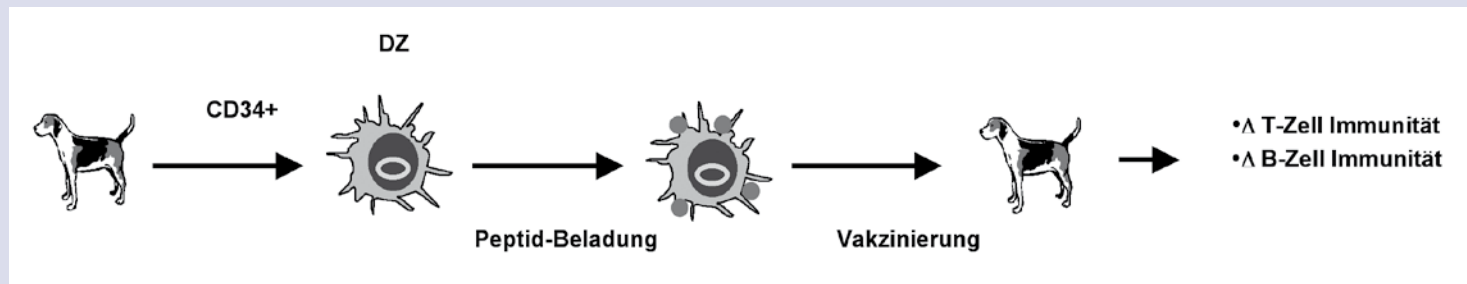 DZ
CD34+
Peptid-Beladung
Vakzinierung
•Λ T-Zell Immunität
•Λ B-Zell Immunität